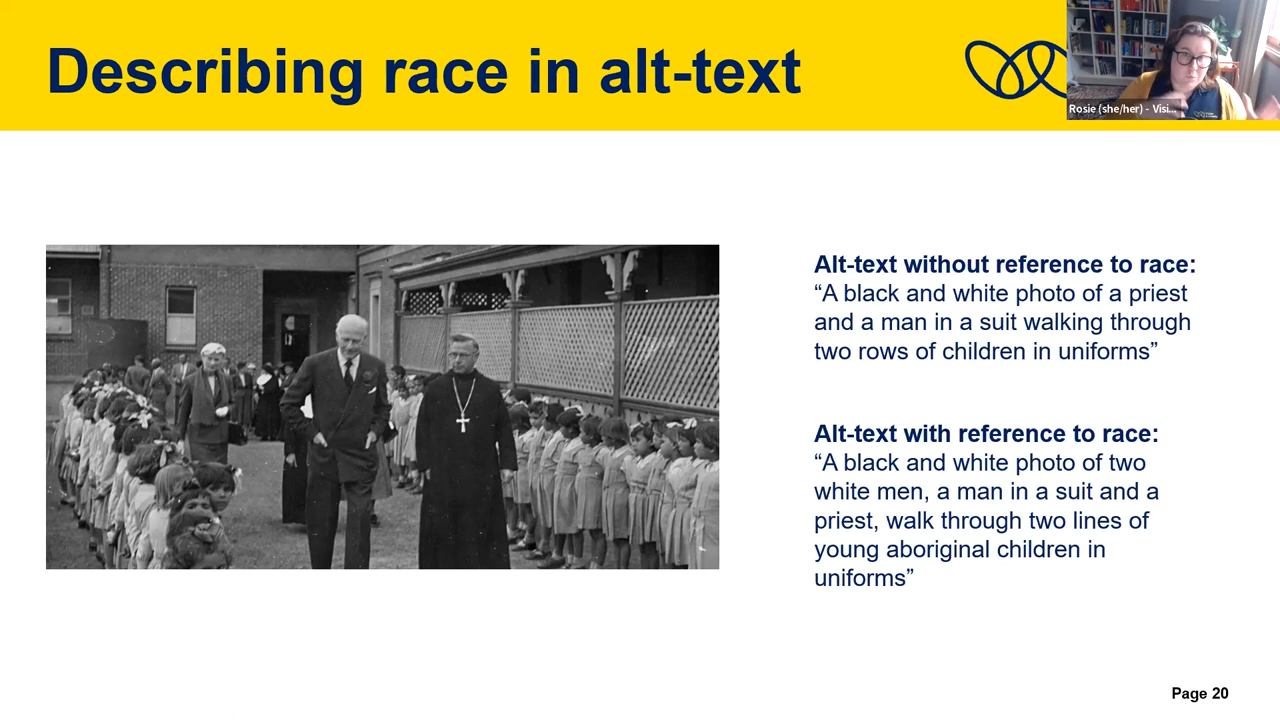 Describing race in alt-text
Rosie (she/her) - Visi...
Alt-text without reference to race:
“A black and white photo of a priest
and a man in a suit walking through
two rows of children in uniforms”
Alt-text with reference to race:
“A black and white photo of two
white men, a man in a suit and a
priest, walk through two lines of
young aboriginal children in
uniforms”
Page 20